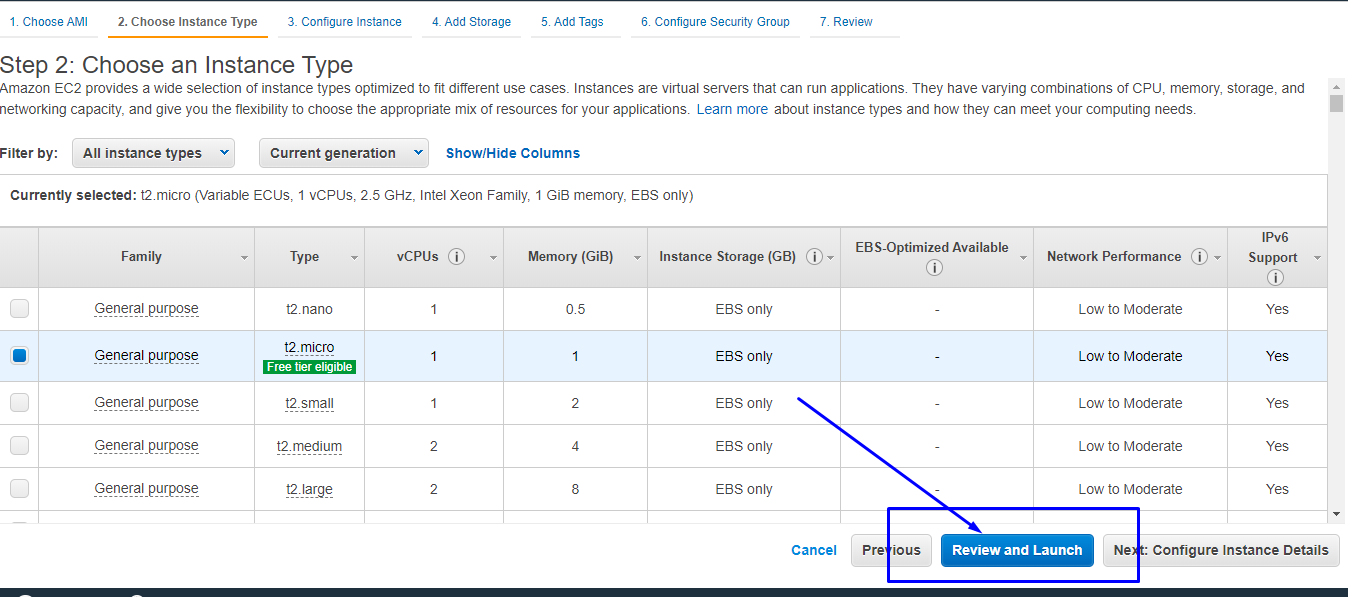 1. Choose AMI 2. Choose Instance Type 3. Configure Instance 4. Add Storage 5. Add Tags 6. Configure Security Group 7. Review
Step 2: Choose an Instance Type
Amazon EC2 provides a wide selection of instance types optimized to fit different use cases. Instances are virtual servers that can run applications. They have varying combinations of CPU, memory, storage, and
networking capacity, and give you the flexibility to choose the appropriate mix of resources for your applications. Learn more about instance types and how they can meet your computing needs.
Filter by: All instance types Current generation Show/Hide Columns
Currently selected: t2.micro (Variable ECUs, 1 vCPUs, 2.5 GHz, Intel Xeon Family, 1 GiB memory, EBS only)
Family Type vCPUs i Memory (GiB) Instance Storage (GB) i EBS-Optimized Available i Network Performance i IPv6 Support i
General purpose t2.nano 1 0.5 EBS only - Low to Moderate Yes
General purpose t2.micro Free tier eligible 1 1 EBS only - Low to Moderate Yes
General purpose t2.small 1 2 EBS only - Low to Moderate Yes
General purpose t2.medium 2 4 EBS only - Low to Moderate Yes
General purpose t2.large 2 8 EBS only - Low to Moderate Yes
Cancel Previous Review and Launch Next: Configure Instance Details